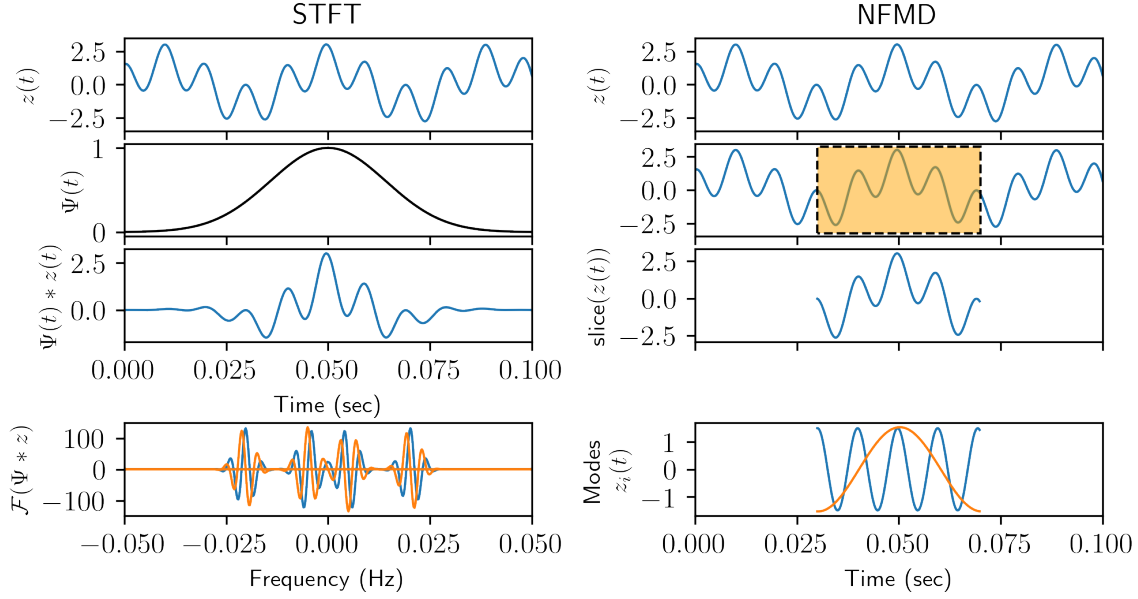 STFT
z(t)
2.5
0.0
−2.5
Ψ(t)
1
0
Ψ(t) ∗ z(t)
2.5
0.0
0.000 0.025 0.050 0.075 0.100
Time (sec)
ℱ(Ψ ∗ z)
100
0
−100
−0.050 −0.025 0.000 0.025 0.050
Frequency (Hz)
NFMD
z(t)
2.5
0.0
−2.5
2.5
0.0
−2.5
slice(z(t))
2.5
0.0
−2.5
Modes
zᵢ(t)
1
0
−1
0.000 0.025 0.050 0.075 0.100
Time (sec)